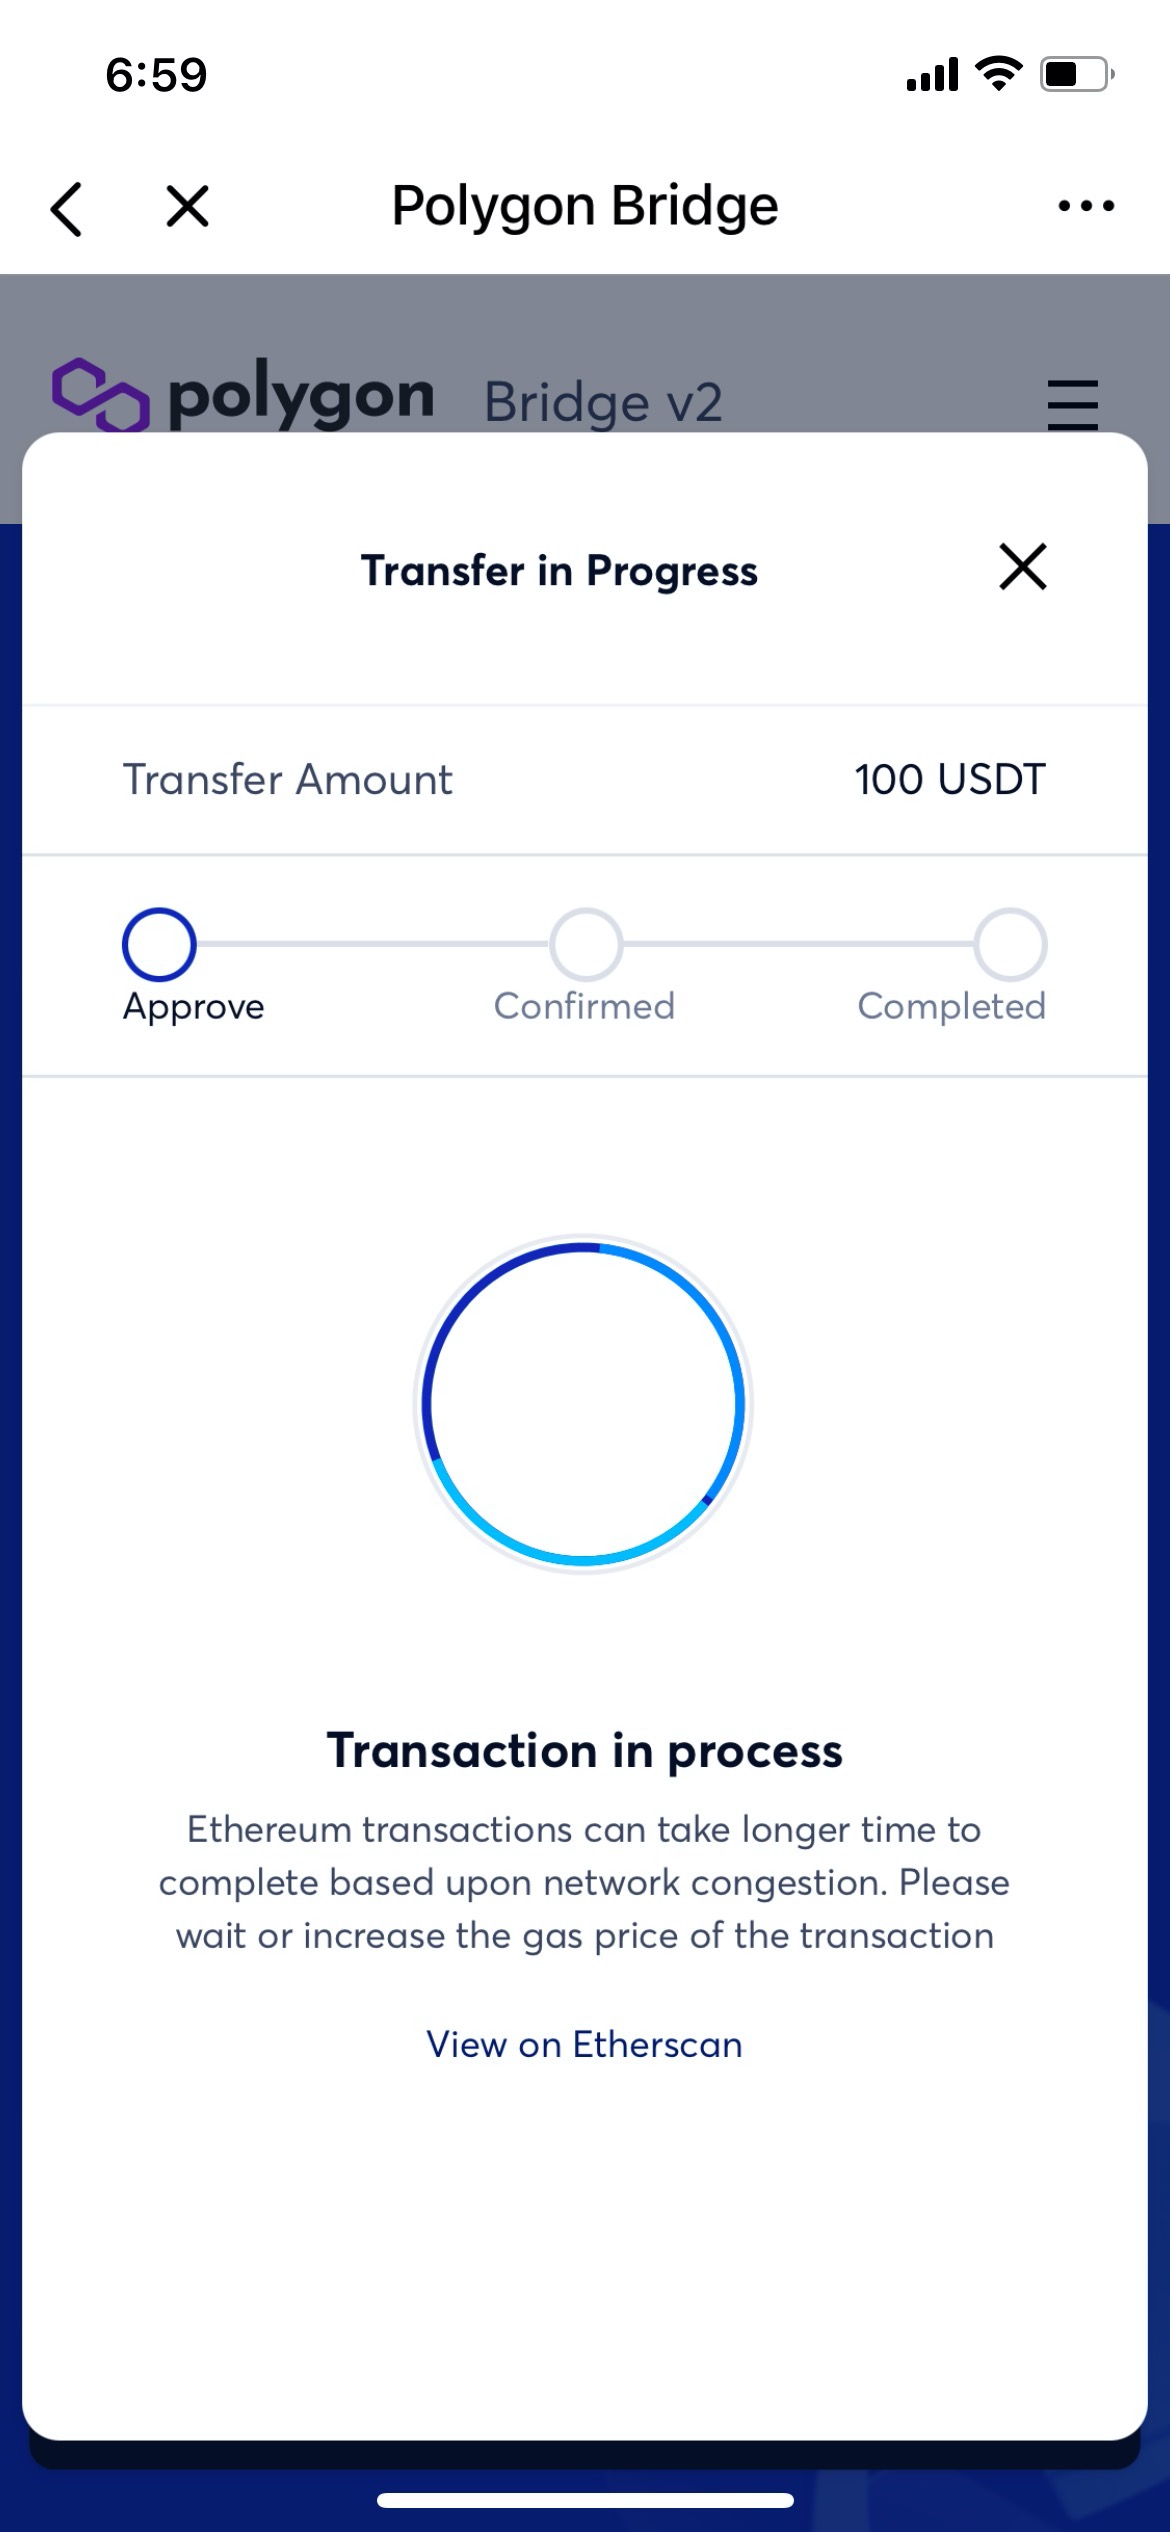 6:59
Polygon Bridge
polygon Bridge v2
Transfer in Progress
Transfer Amount 100 USDT
Approve Confirmed Completed
Transaction in process
Ethereum transactions can take longer time to
complete based upon network congestion. Please
wait or increase the gas price of the transaction
View on Etherscan